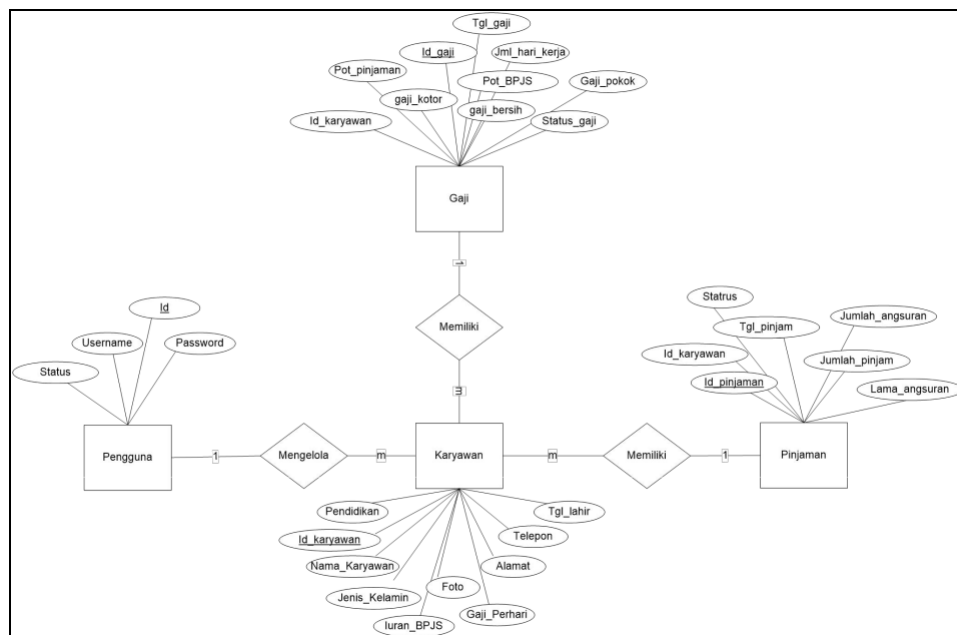 Tgl_gaji
Id_gaji
Jml_hari_kerja
Pot_pinjaman
Pot_BPJS
Gaji_pokok
gaji_kotor
gaji_bersih
Id_karyawan
Status_gaji
Gaji
1
Memiliki
m
Id
Username
Password
Status
Pengguna
1
Mengelola
m
Karyawan
m
Memiliki
1
Pinjaman
Statrus
Tgl_pinjam
Jumlah_angsuran
Id_karyawan
Jumlah_pinjam
Id_pinjaman
Lama_angsuran
Pendidikan
Tgl_lahir
Id_karyawan
Telepon
Nama_Karyawan
Alamat
Jenis_Kelamin
Foto
Iuran_BPJS
Gaji_Perhari